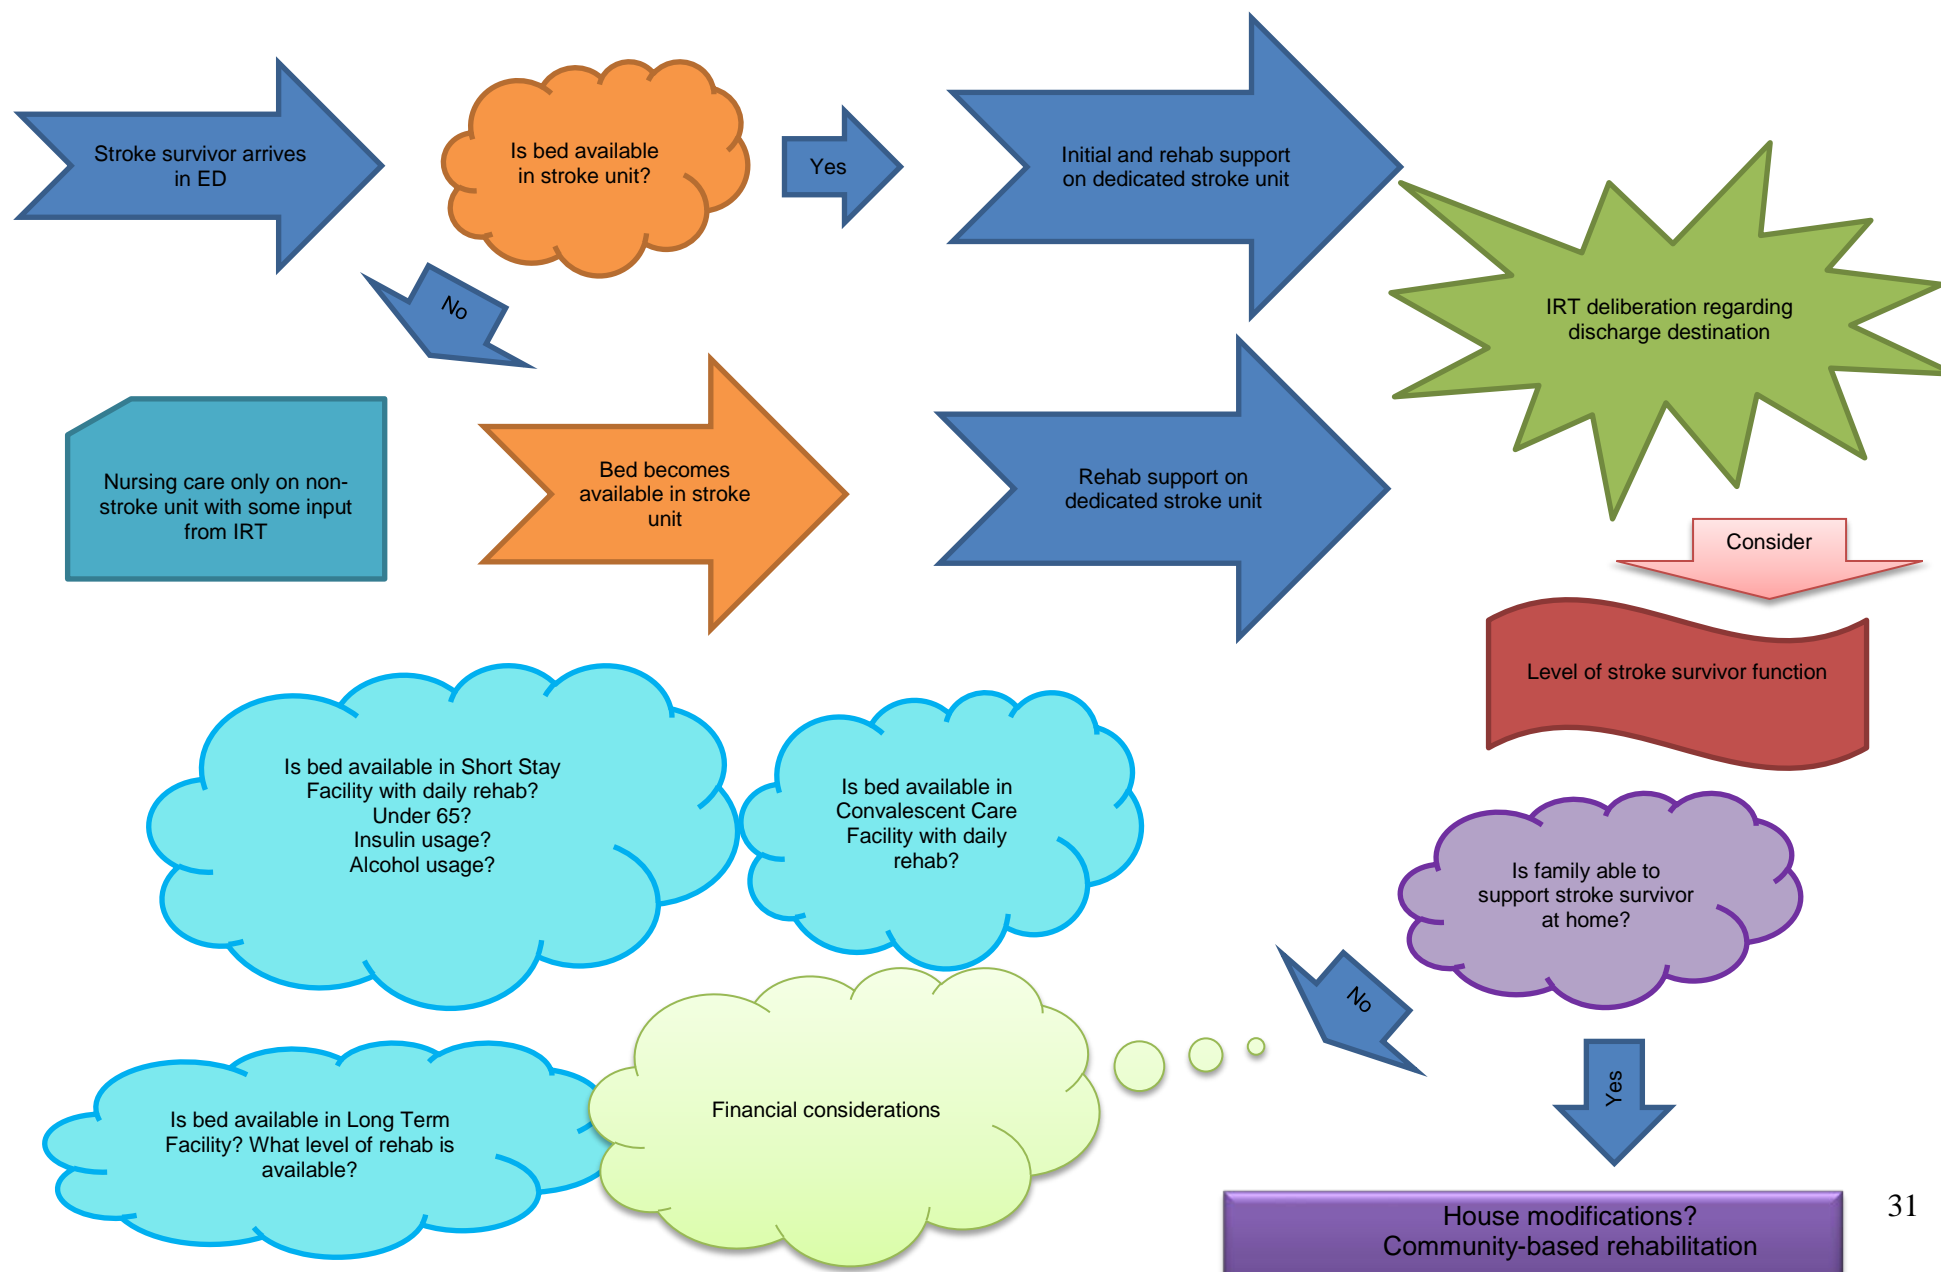 Stroke survivor arrives
in ED
Is bed available
in stroke unit?
Yes
Initial and rehab support
on dedicated stroke unit
IRT deliberation regarding
discharge destination
No
Nursing care only on non-
stroke unit with some input
from IRT
Bed becomes
available in stroke
unit
Rehab support on
dedicated stroke unit
Consider
Level of stroke survivor function
Is bed available in Short Stay
Facility with daily rehab?
Under 65?
Insulin usage?
Alcohol usage?
Is bed available in
Convalescent Care
Facility with daily
rehab?
Is family able to
support stroke survivor
at home?
No
Yes
Is bed available in Long Term
Facility? What level of rehab is
available?
Financial considerations
House modifications?
Community-based rehabilitation
31